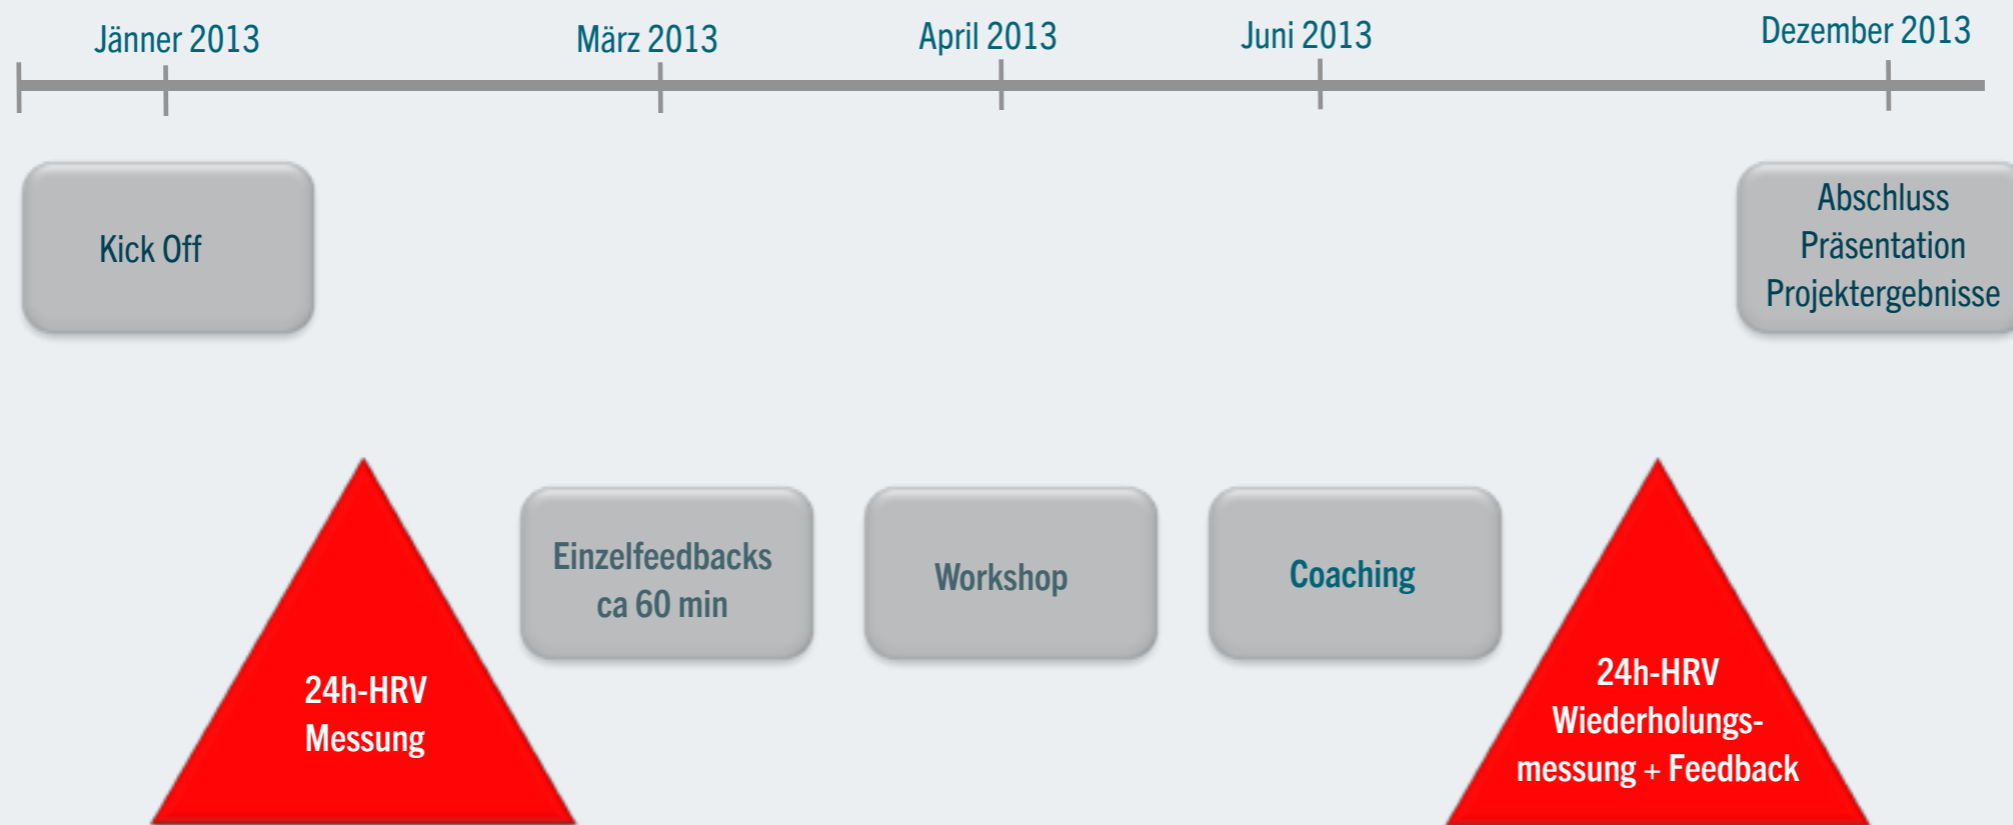 Jänner 2013
März 2013
April 2013
Juni 2013
Dezember 2013
Kick Off
Abschluss
Präsentation
Projektergebnisse
24h-HRV
Messung
Einzelfeedbacks
ca 60 min
Workshop
Coaching
24h-HRV
Wiederholungs-
messung + Feedback